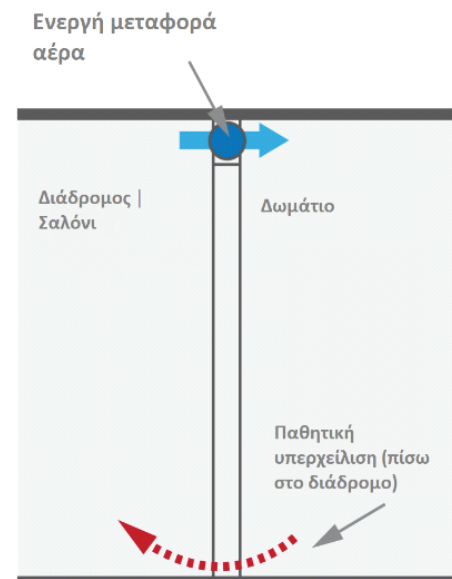 Ενεργή μεταφορά
αέρα
Διάδρομος |
Σαλόνι
Δωμάτιο
Παθητική
υπερχείλιση (πίσω
στο διάδρομο)